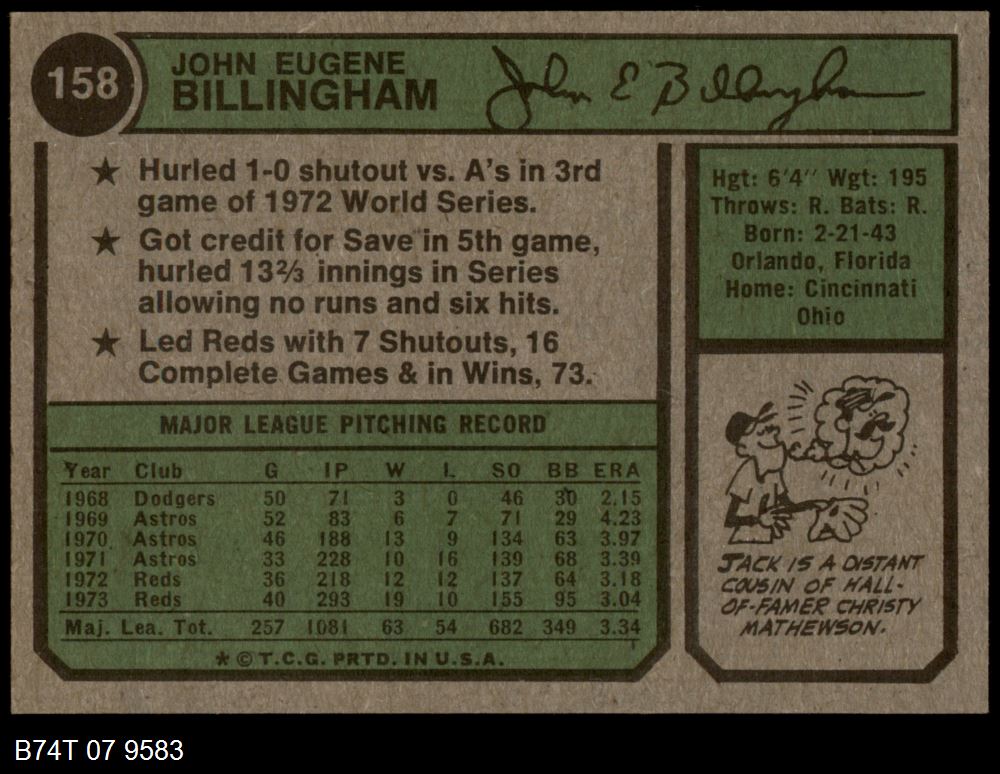 158
JOHN EUGENE
BILLINGHAM
John E Billingham
★ Hurled 1-0 shutout vs. A's in 3rd
game of 1972 World Series.
★ Got credit for Save in 5th game,
hurled 13⅔ innings in Series
allowing no runs and six hits.
★ Led Reds with 7 Shutouts, 16
Complete Games & in Wins, 73.
MAJOR LEAGUE PITCHING RECORD
Year Club G IP W L SO BB ERA
1968 Dodgers 50 71 3 0 46 30 2.15
1969 Astros 52 83 6 7 71 29 4.23
1970 Astros 46 188 13 9 134 63 3.97
1971 Astros 33 228 10 16 139 68 3.39
1972 Reds 36 218 12 12 137 64 3.18
1973 Reds 40 293 19 10 155 95 3.04
Maj. Lea. Tot. 257 1081 63 54 682 349 3.34
★ © T.C.G. PRTD. IN U.S.A.
Hgt: 6'4" Wgt: 195
Throws: R. Bats: R.
Born: 2-21-43
Orlando, Florida
Home: Cincinnati
Ohio
JACK IS A DISTANT
COUSIN OF HALL-
OF-FAMER CHRISTY
MATHEWSON.
B74T 07 9583